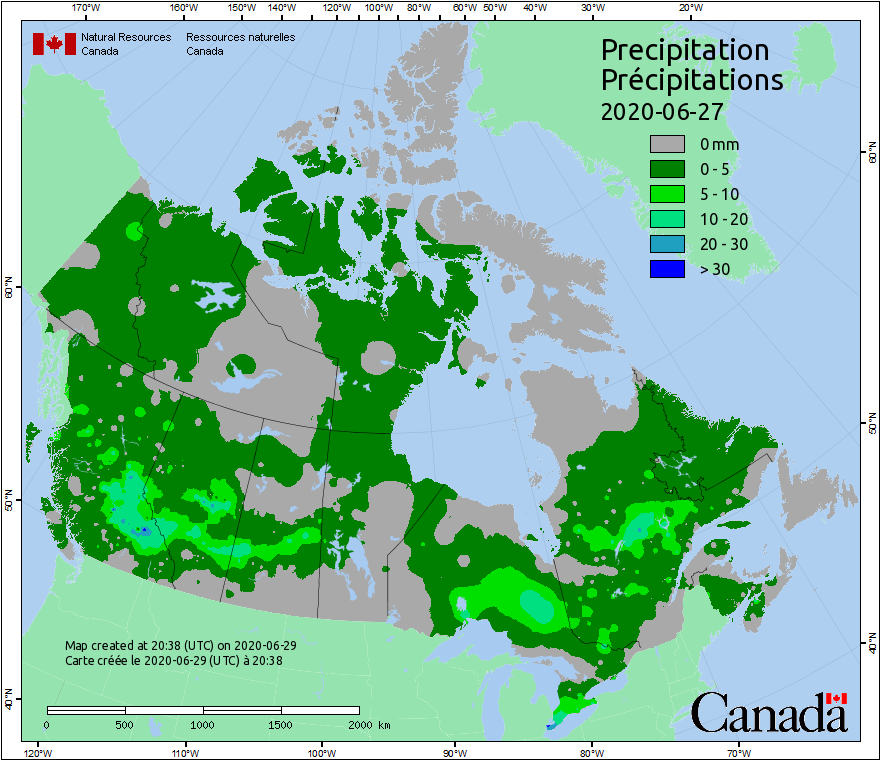 170°W 160°W 150°W 140°W 130°W 120°W 110°W 100°W 90°W 80°W 60°W 50°W 40°W 30°W 20°W
Natural Resources Canada
Ressources naturelles Canada
Precipitation
Précipitations
2020-06-27
0 mm
0 - 5
5 - 10
10 - 20
20 - 30
> 30
60°N
50°N
40°N
60°N
50°N
40°N
Map created at 20:38 (UTC) on 2020-06-29
Carte créée le 2020-06-29 (UTC) à 20:38
0 500 1000 1500 2000 km
Canada
120°W 110°W 100°W 90°W 80°W 70°W